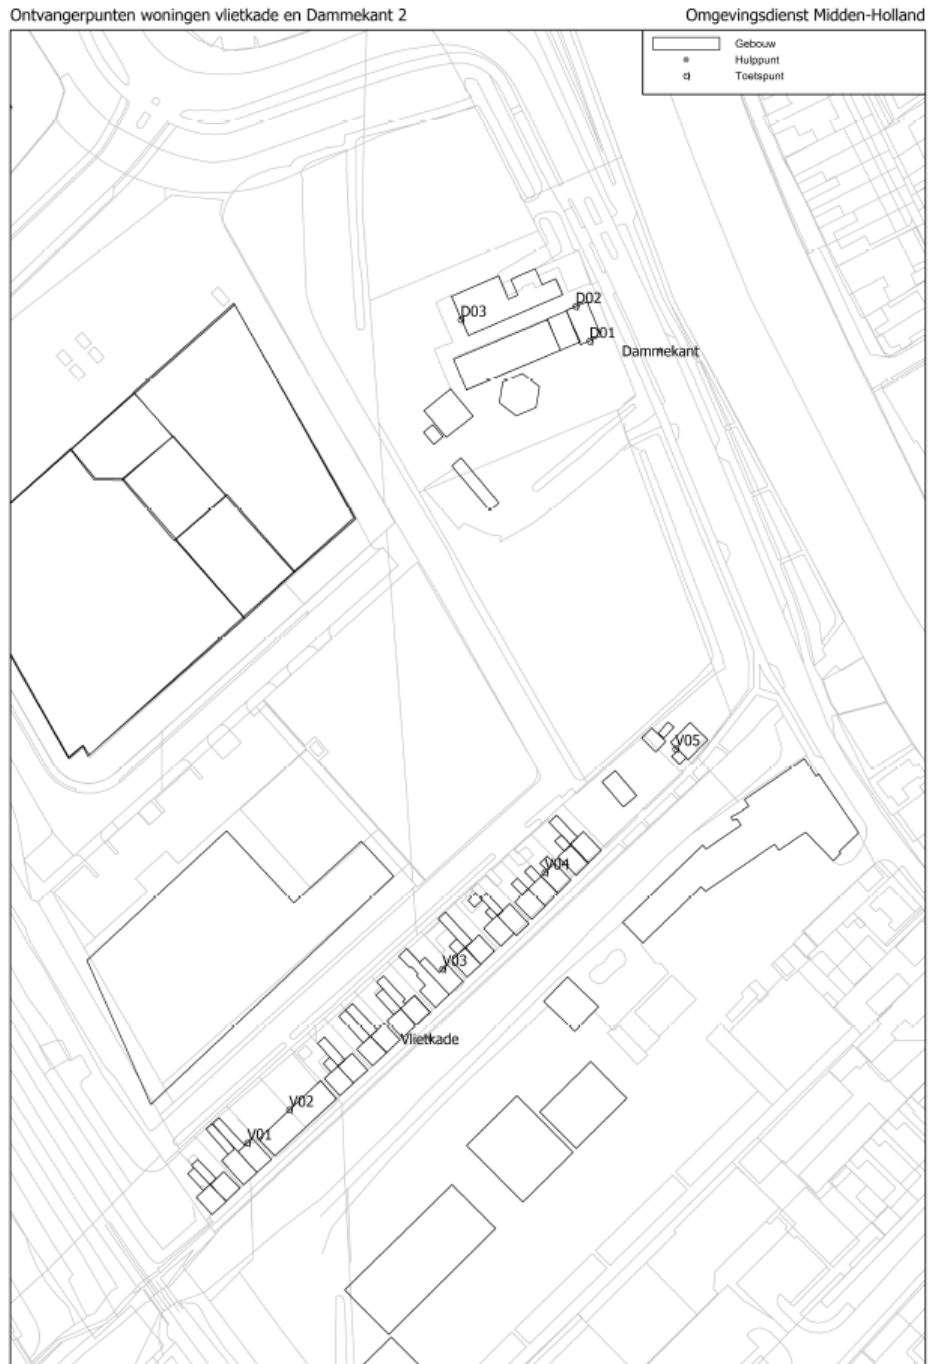 Ontvangerpunten woningen vlietkade en Dammekant 2
Omgevingsdienst Midden-Holland
Gebouw
Hulppunt
Toetspunt
D02
D03
D01
Dammekant
V05
V04
V03
Vlietkade
V02
V01